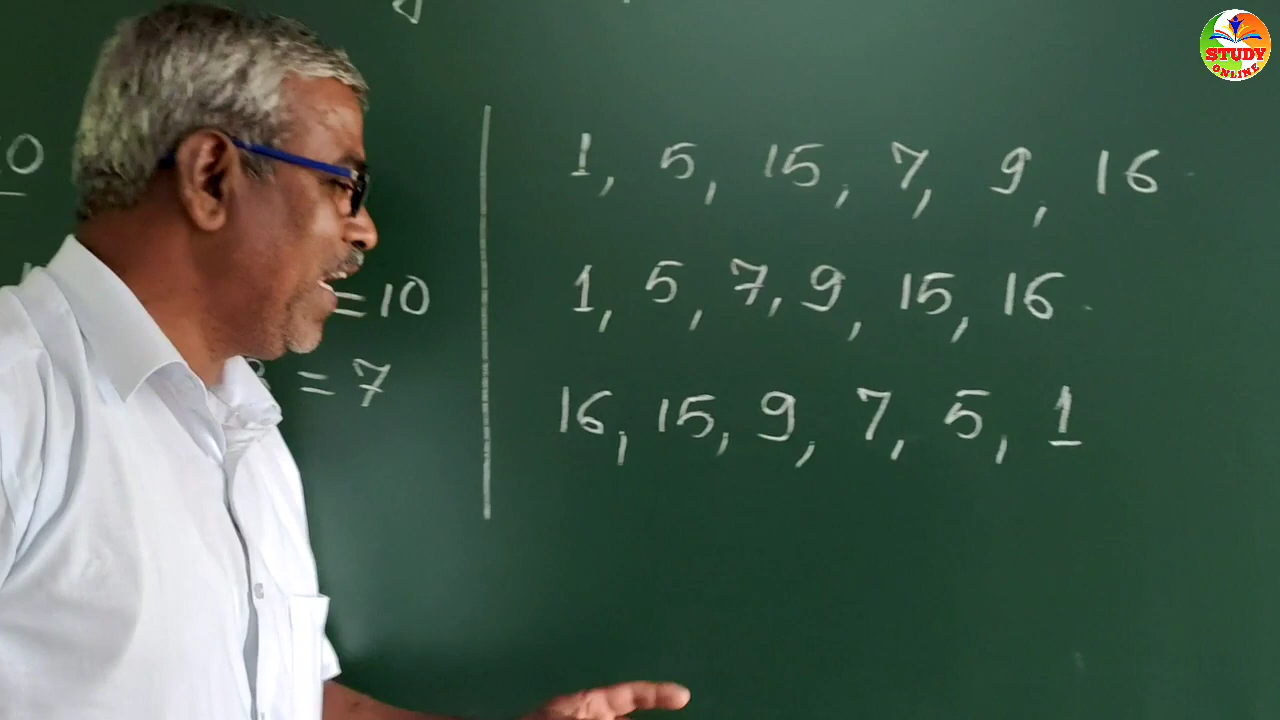 STUDY
ONLINE
10
= 10
= 7
1, 5, 15, 7, 9, 16
1, 5, 7, 9, 15, 16
16, 15, 9, 7, 5, 1